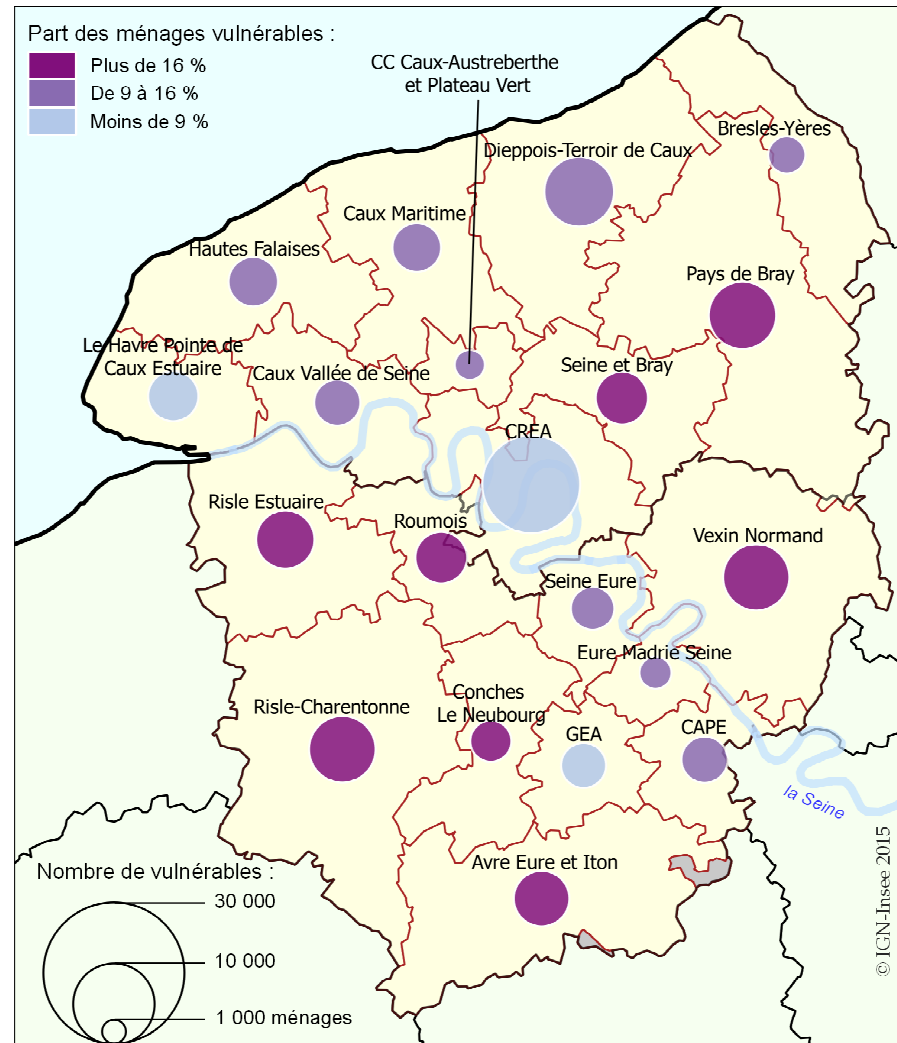 Part des ménages vulnérables :
Plus de 16 %
De 9 à 16 %
Moins de 9 %
CC Caux-Austreberthe
et Plateau Vert
Bresles-Yères
Dieppois-Terroir de Caux
Caux Maritime
Hautes Falaises
Pays de Bray
Le Havre Pointe de
Caux Estuaire
Caux Vallée de Seine
Seine et Bray
CREA
Risle Estuaire
Roumois
Vexin Normand
Seine Eure
Eure Madrie Seine
Risle-Charentonne
Conches
Le Neubourg
GEA
CAPE
la Seine
Avre Eure et Iton
Nombre de vulnérables :
30 000
10 000
1 000 ménages
© IGN-Insee 2015